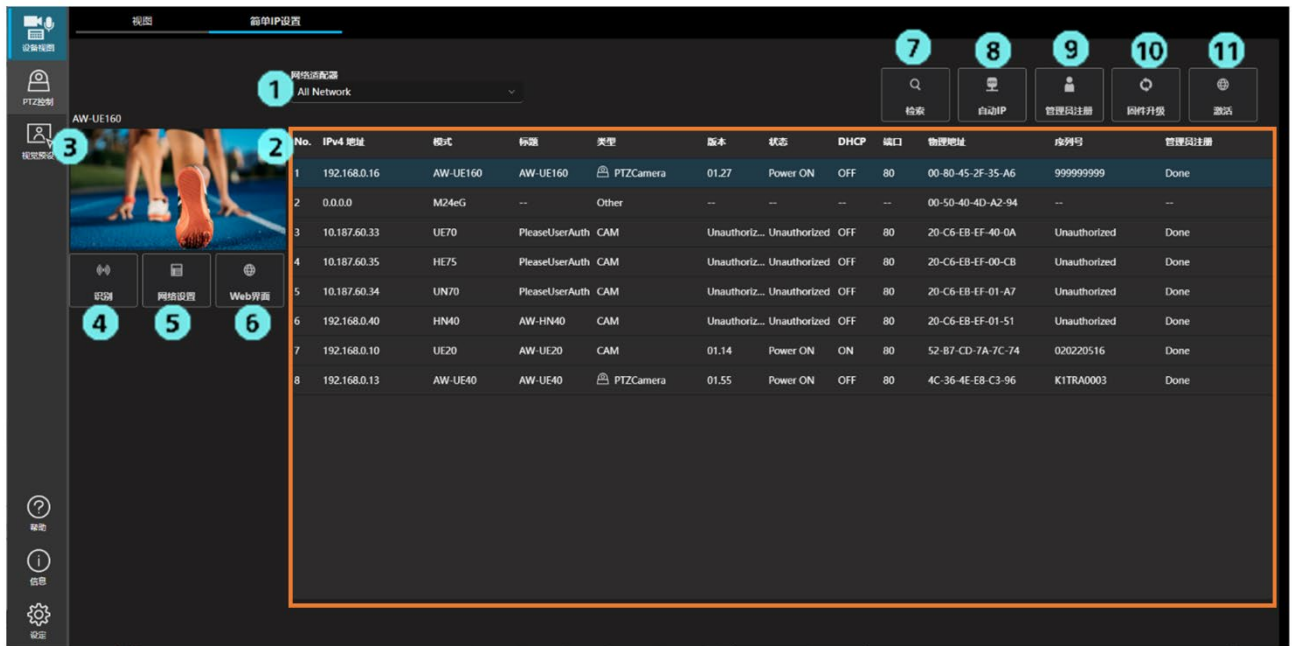 视图 简单IP设置
设备视图
PTZ控制
视觉预设
帮助
信息
设定
1 网络适配器
All Network
7 8 9 10 11
检索 自动IP 管理员注册 固件升级 激活
AW-UE160
3
4 识别
5 网络设置
6 Web界面
2
No. IPv4 地址 模式 标题 类型 版本 状态 DHCP 端口 物理地址 序列号 管理员注册
1 192.168.0.16 AW-UE160 AW-UE160 PTZCamera 01.27 Power ON OFF 80 00-80-45-2F-35-A6 999999999 Done
2 0.0.0.0 M24eG -- Other -- -- -- -- 00-50-40-4D-A2-94 -- --
3 10.187.60.33 UE70 PleaseUserAuth CAM Unauthoriz... Unauthorized OFF 80 20-C6-EB-EF-40-0A Unauthorized Done
4 10.187.60.35 HE75 PleaseUserAuth CAM Unauthoriz... Unauthorized OFF 80 20-C6-EB-EF-00-CB Unauthorized Done
5 10.187.60.34 UN70 PleaseUserAuth CAM Unauthoriz... Unauthorized OFF 80 20-C6-EB-EF-01-A7 Unauthorized Done
6 192.168.0.40 HN40 AW-HN40 CAM Unauthoriz... Unauthorized OFF 80 20-C6-EB-EF-01-51 Unauthorized Done
7 192.168.0.10 UE20 AW-UE20 CAM 01.14 Power ON ON 80 52-B7-CD-7A-7C-74 020220516 Done
8 192.168.0.13 AW-UE40 AW-UE40 PTZCamera 01.55 Power ON OFF 80 4C-36-4E-E8-C3-96 K1TRA0003 Done